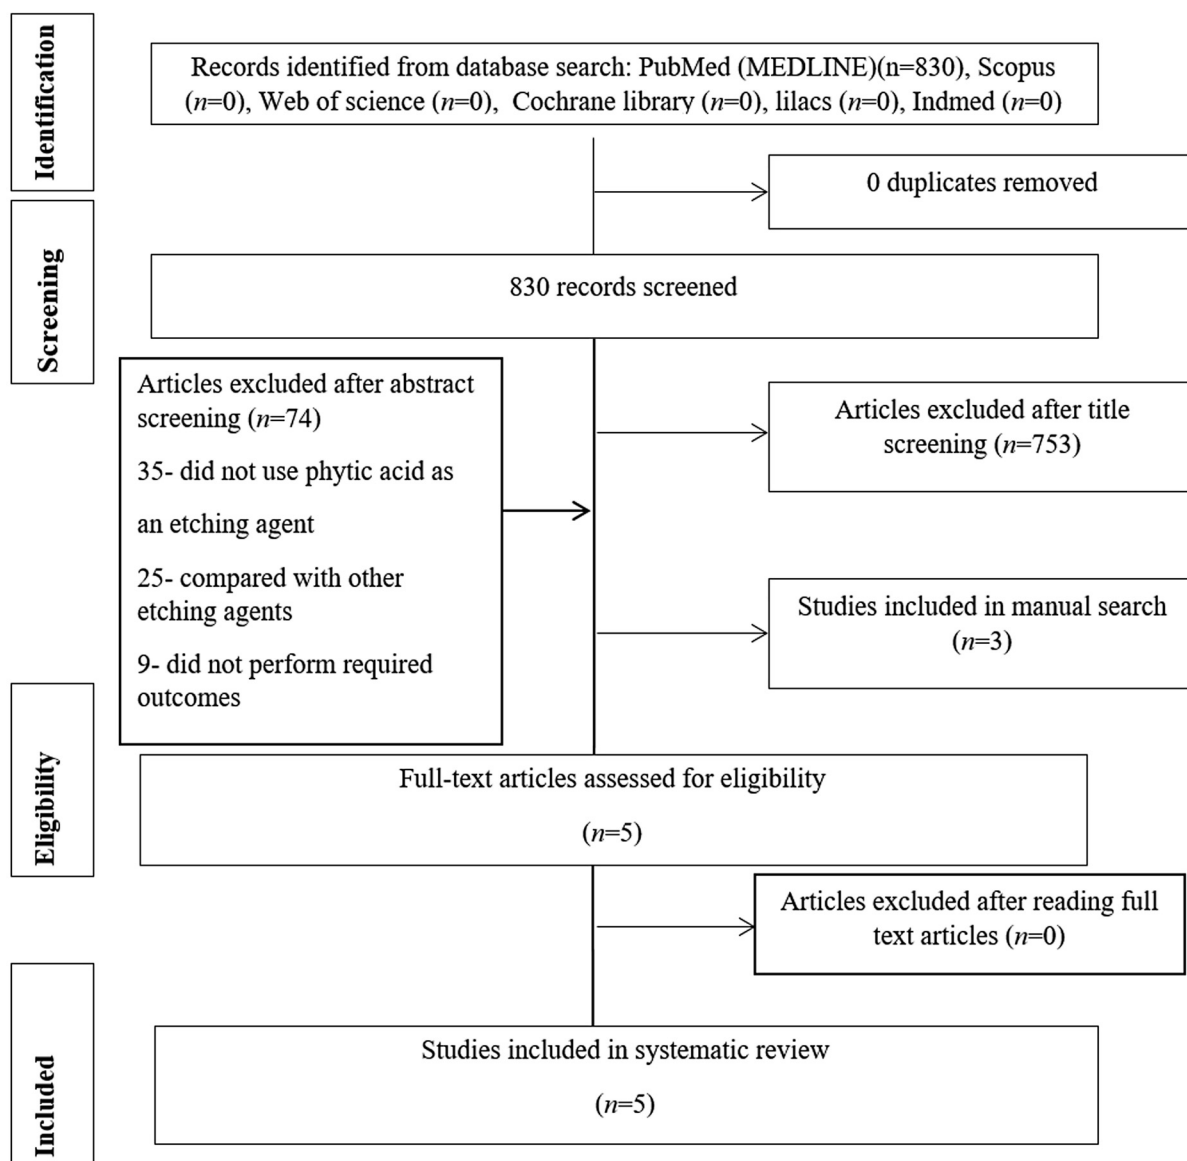 Identification
Records identified from database search: PubMed (MEDLINE)(n=830), Scopus
(n=0), Web of science (n=0), Cochrane library (n=0), lilacs (n=0), Indmed (n=0)
0 duplicates removed
Screening
830 records screened
Articles excluded after abstract
screening (n=74)
35- did not use phytic acid as
an etching agent
25- compared with other
etching agents
9- did not perform required
outcomes
Articles excluded after title
screening (n=753)
Studies included in manual search
(n=3)
Eligibility
Full-text articles assessed for eligibility
(n=5)
Articles excluded after reading full
text articles (n=0)
Included
Studies included in systematic review
(n=5)